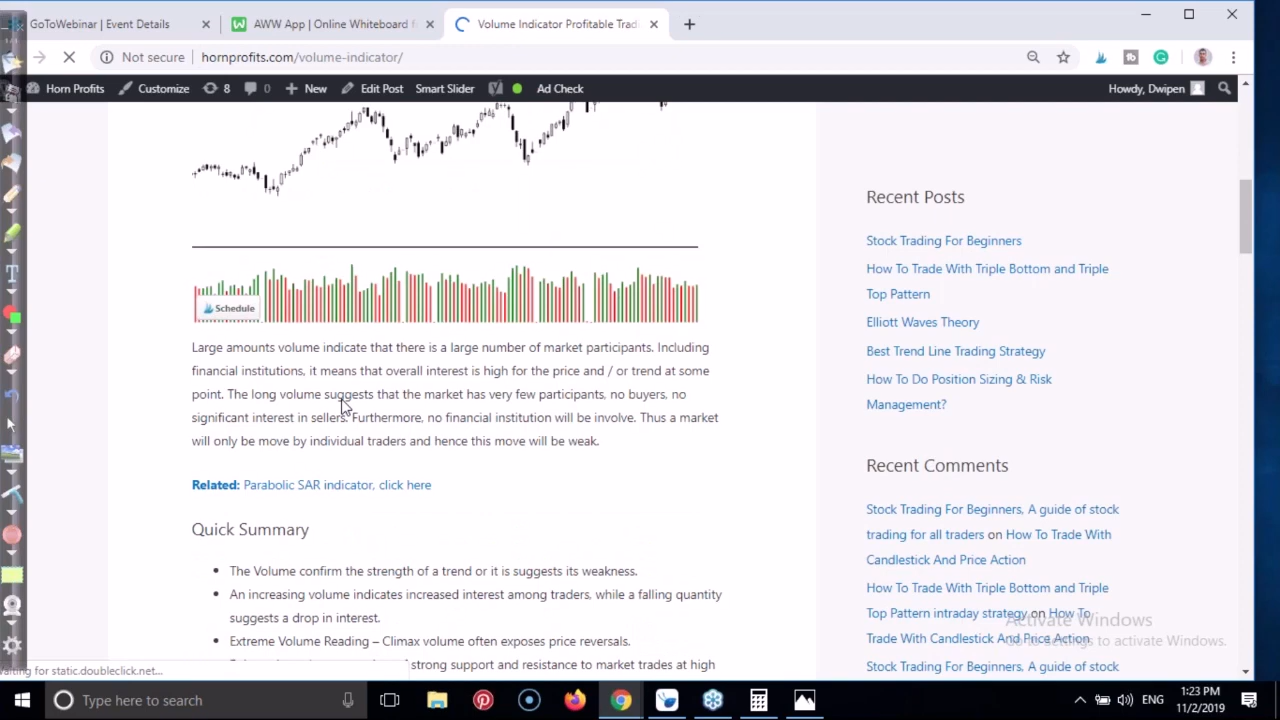 GoToWebinar | Event Details
AWW App | Online Whiteboard f
Volume Indicator Profitable Trad
Not secure
hornprofits.com/volume-indicator/
Horn Profits
Customize
8
0
New
Edit Post
Smart Slider
Ad Check
Howdy, Dwipen
Schedule
Large amounts volume indicate that there is a large number of market participants. Including
financial institutions, it means that overall interest is high for the price and / or trend at some
point. The long volume suggests that the market has very few participants, no buyers, no
significant interest in sellers. Furthermore, no financial institution will be involve. Thus a market
will only be move by individual traders and hence this move will be weak.
Related: Parabolic SAR indicator, click here
Quick Summary
The Volume confirm the strength of a trend or it is suggests its weakness.
An increasing volume indicates increased interest among traders, while a falling quantity
suggests a drop in interest.
Extreme Volume Reading – Climax volume often exposes price reversals.
strong support and resistance to market trades at high
Recent Posts
Stock Trading For Beginners
How To Trade With Triple Bottom and Triple
Top Pattern
Elliott Waves Theory
Best Trend Line Trading Strategy
How To Do Position Sizing & Risk
Management?
Recent Comments
Stock Trading For Beginners, A guide of stock
trading for all traders on How To Trade With
Candlestick And Price Action
How To Trade With Triple Bottom and Triple
Top Pattern intraday strategy on How To
Trade With Candlestick And Price Action
Stock Trading For Beginners, A guide of stock
Activate Windows
Go to Settings to activate Windows.
Waiting for static.doubleclick.net...
Type here to search
ENG
1:23 PM
11/2/2019